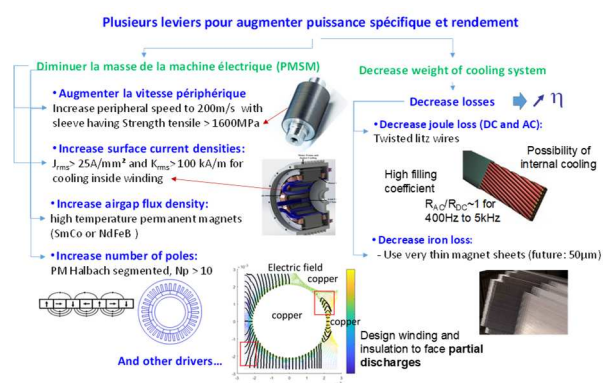 Plusieurs leviers pour augmenter puissance spécifique et rendement
Diminuer la masse de la machine électrique (PMSM)
• Augmenter la vitesse périphérique
Increase peripheral speed to 200m/s with
sleeve having Strength tensile > 1600MPa
• Increase surface current densities:
Jrms> 25A/mm² and Krms>100 kA/m for
cooling inside winding
• Increase airgap flux density:
high temperature permanent magnets
(SmCo or NdFeB )
• Increase number of poles:
PM Halbach segmented, Np > 10
And other drivers...
Electric field
copper
copper
copper
Design winding and
insulation to face partial
discharges
Decrease weight of cooling system
Decrease losses
η
• Decrease joule loss (DC and AC):
Twisted litz wires
Possibility of
internal cooling
High filling
coefficient
RAC/RDC~1 for
400Hz to 5kHz
• Decrease iron loss:
- Use very thin magnet sheets (future: 50µm)